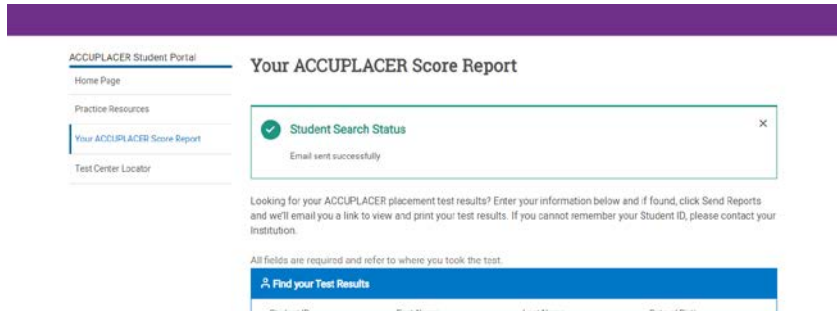 ACCUPLACER Student Portal
Home Page
Practice Resources
Your ACCUPLACER Score Report
Test Center Locator
Your ACCUPLACER Score Report
Student Search Status
Email sent successfully
Looking for your ACCUPLACER placement test results? Enter your information below and if found, click Send Reports
and we'll email you a link to view and print your test results. If you cannot remember your Student ID, please contact your
Institution.
All fields are required and refer to where you took the test.
Find your Test Results